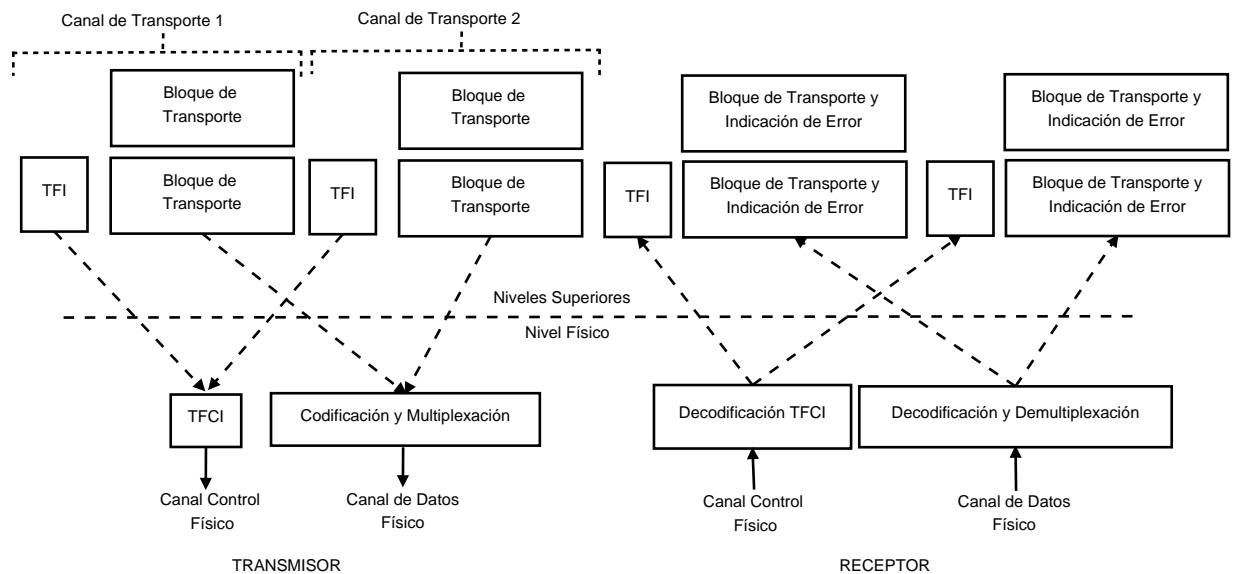 Canal de Transporte 1
Canal de Transporte 2
Bloque de
Transporte
Bloque de
Transporte
Bloque de Transporte y
Indicación de Error
Bloque de Transporte y
Indicación de Error
TFI
Bloque de
Transporte
TFI
Bloque de
Transporte
TFI
Bloque de Transporte y
Indicación de Error
TFI
Bloque de Transporte y
Indicación de Error
Niveles Superiores
Nivel Físico
TFCI
Codificación y Multiplexación
Decodificación TFCI
Decodificación y Demultiplexación
Canal Control
Físico
Canal de Datos
Físico
Canal Control
Físico
Canal de Datos
Físico
TRANSMISOR
RECEPTOR